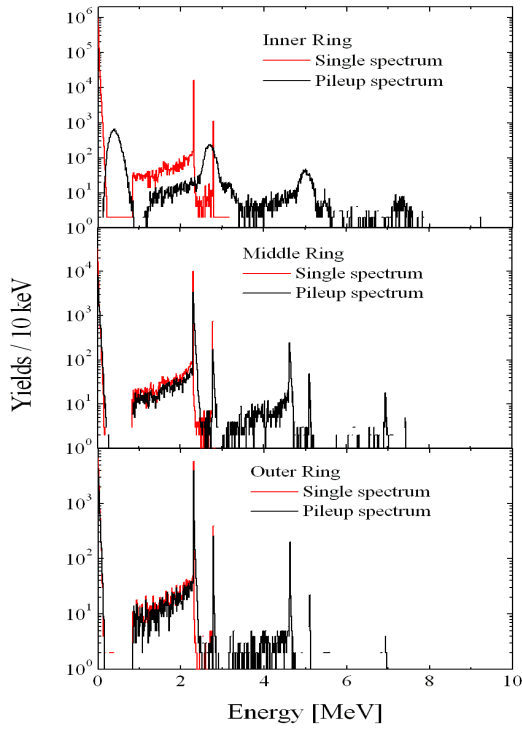 10^6
10^5
10^4
10^3
10^2
10^1
10^0
Inner Ring
Single spectrum
Pileup spectrum
10^4
10^3
10^2
10^1
10^0
Middle Ring
Single spectrum
Pileup spectrum
Yields / 10 keV
10^3
10^2
10^1
10^0
Outer Ring
Single spectrum
Pileup spectrum
0 2 4 6 8 10
Energy [MeV]